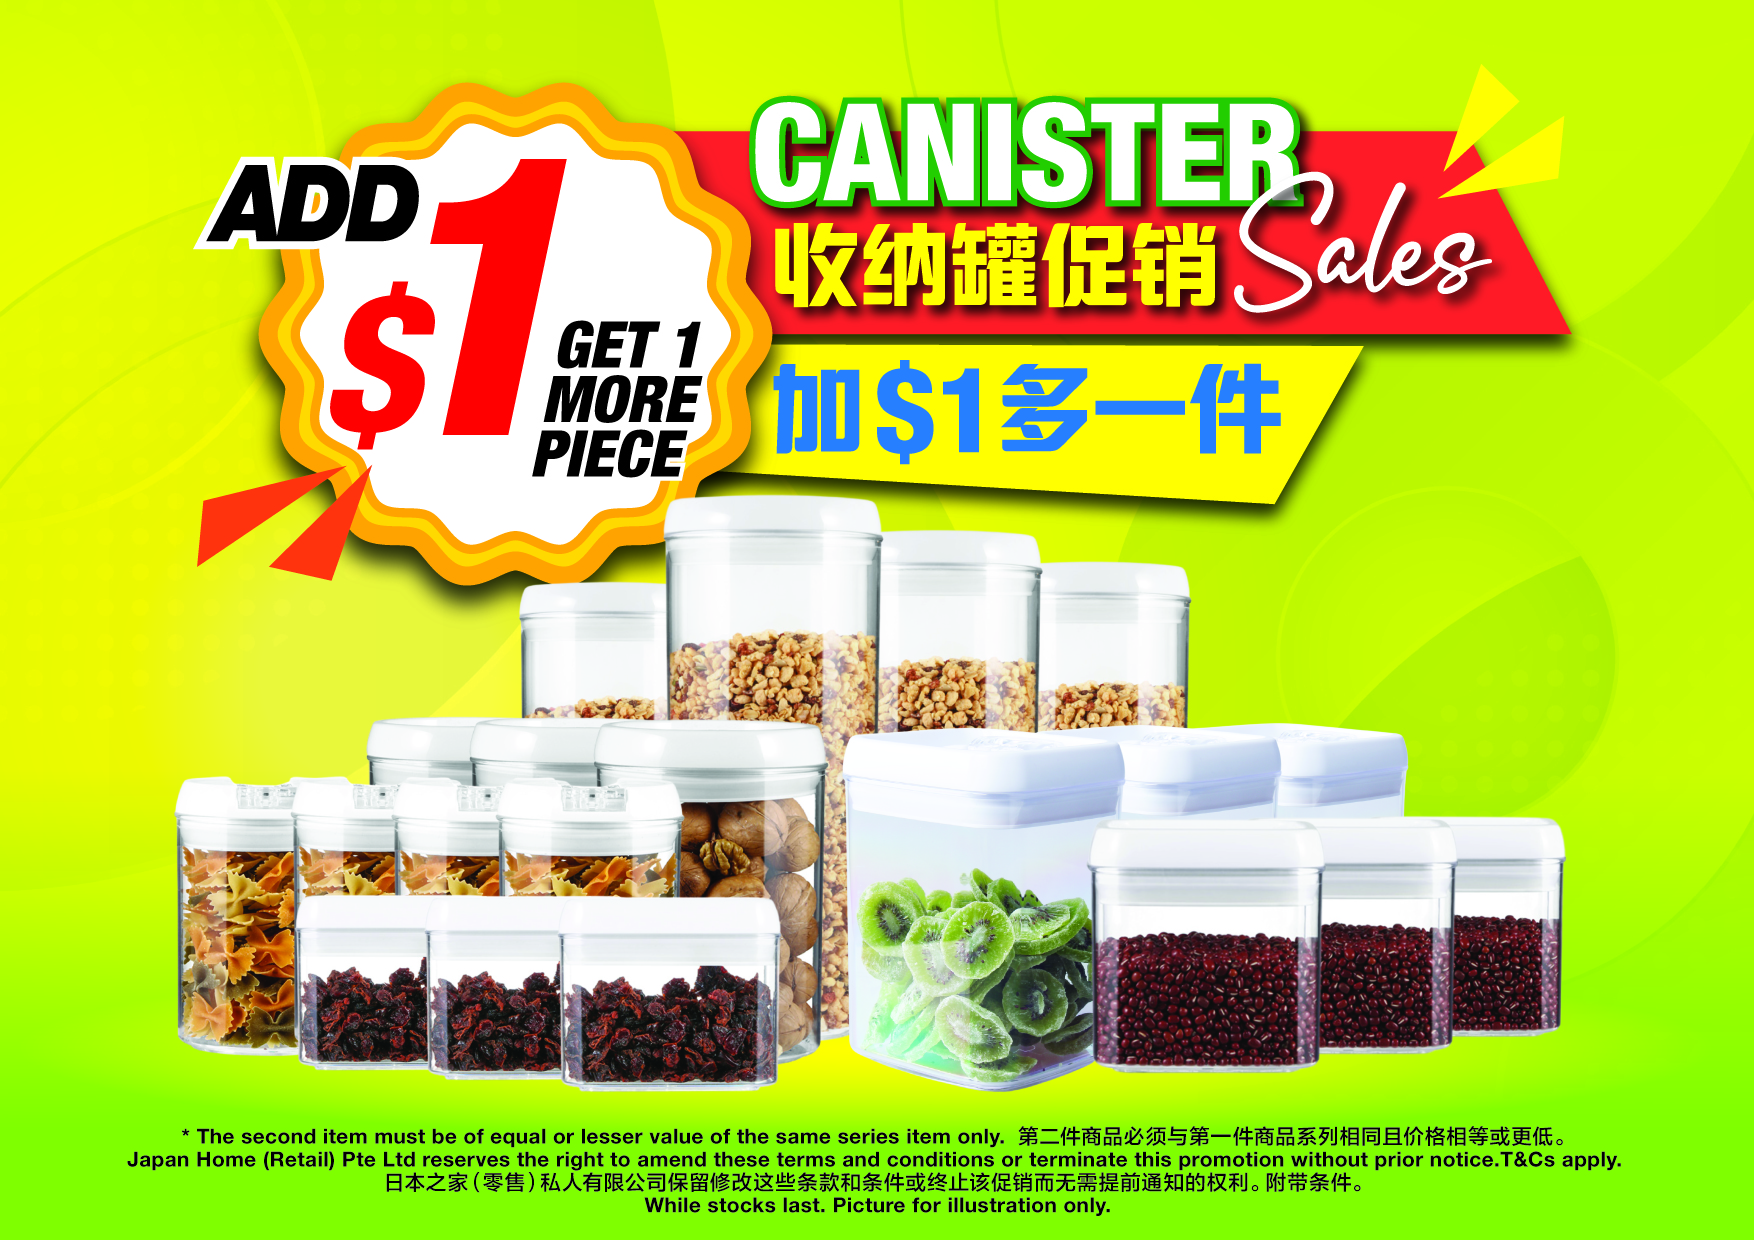 ADD
$1
GET 1
MORE
PIECE
CANISTER
收纳罐促销 Sales
加$1多一件
* The second item must be of equal or lesser value of the same series item only. 第二件商品必须与第一件商品系列相同且价格相等或更低。
Japan Home (Retail) Pte Ltd reserves the right to amend these terms and conditions or terminate this promotion without prior notice.T&Cs apply.
日本之家（零售）私人有限公司保留修改这些条款和条件或终止该促销而无需提前通知的权利。附带条件。
While stocks last. Picture for illustration only.